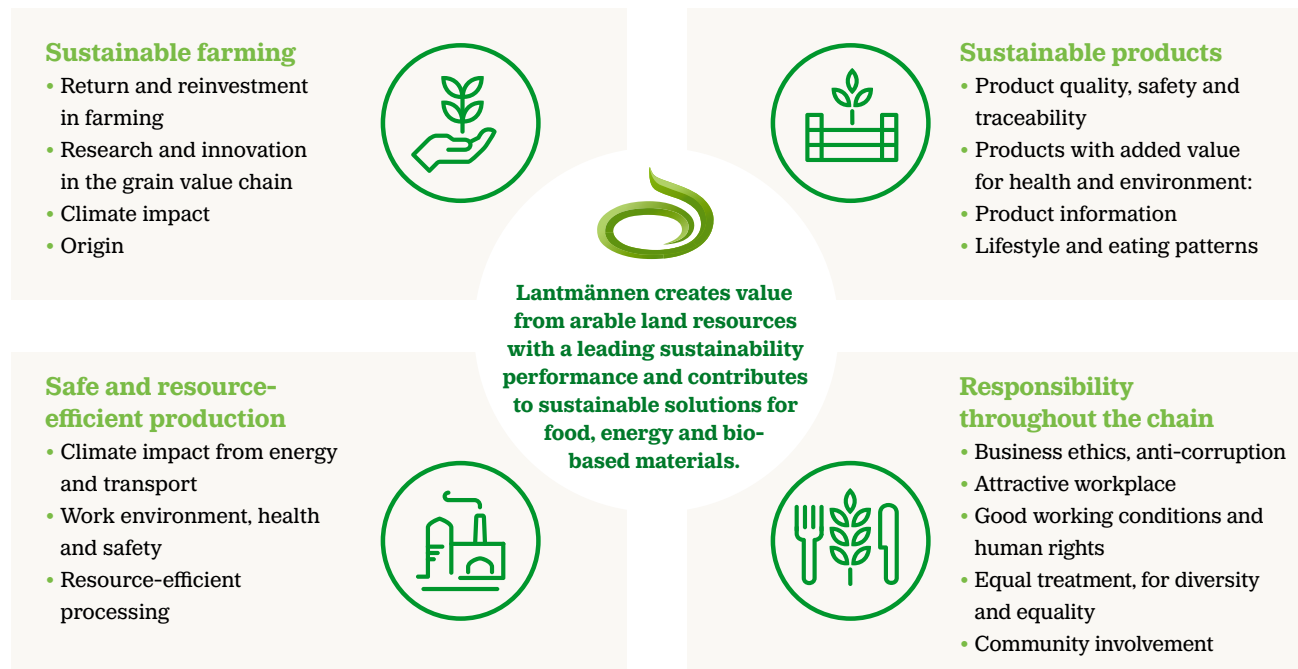 Sustainable farming
• Return and reinvestment
in farming
• Research and innovation
in the grain value chain
• Climate impact
• Origin
Sustainable products
• Product quality, safety and
traceability
• Products with added value
for health and environment:
• Product information
• Lifestyle and eating patterns
Lantmännen creates value
from arable land resources
with a leading sustainability
performance and contributes
to sustainable solutions for
food, energy and bio-
based materials.
Safe and resource-
efficient production
• Climate impact from energy
and transport
• Work environment, health
and safety
• Resource-efficient
processing
Responsibility
throughout the chain
• Business ethics, anti-corruption
• Attractive workplace
• Good working conditions and
human rights
• Equal treatment, for diversity
and equality
• Community involvement